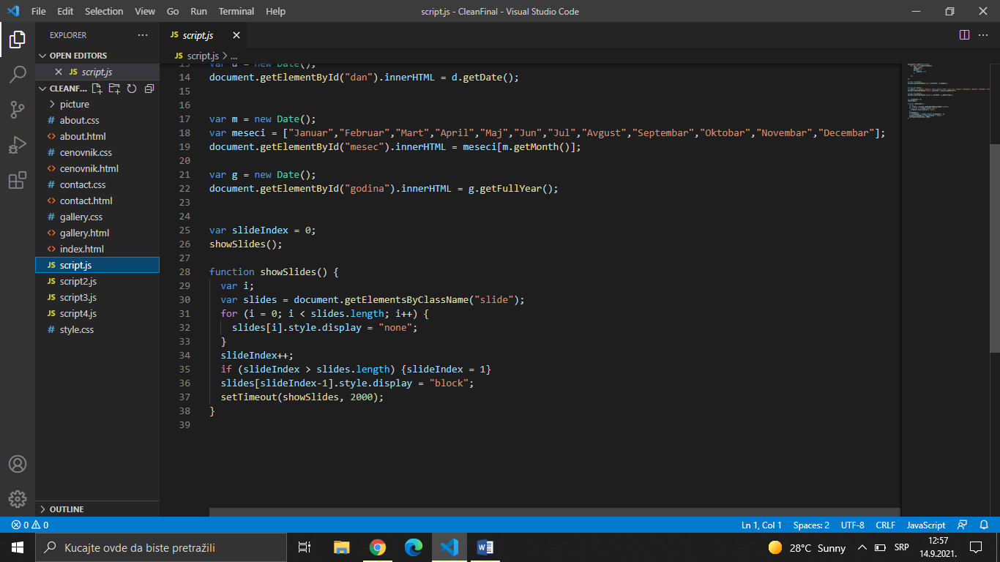 File Edit Selection View Go Run Terminal Help
script.js - CleanFinal - Visual Studio Code
EXPLORER
OPEN EDITORS
JS script.js
CLEANF...
picture
# about.css
<> about.html
# cenovnik.css
<> cenovnik.html
# contact.css
<> contact.html
# gallery.css
<> gallery.html
<> index.html
JS script.js
JS script2.js
JS script3.js
JS script4.js
# style.css
OUTLINE
JS script.js
JS script.js > ...
13 var d = new Date();
14 document.getElementById("dan").innerHTML = d.getDate();
15
16
17 var m = new Date();
18 var meseci = ["Januar","Februar","Mart","April","Maj","Jun","Jul","Avgust","Septembar","Oktobar","Novembar","Decembar"];
19 document.getElementById("mesec").innerHTML = meseci[m.getMonth()];
20
21 var g = new Date();
22 document.getElementById("godina").innerHTML = g.getFullYear();
23
24
25 var slideIndex = 0;
26 showSlides();
27
28 function showSlides() {
29 var i;
30 var slides = document.getElementsByClassName("slide");
31 for (i = 0; i < slides.length; i++) {
32 slides[i].style.display = "none";
33 }
34 slideIndex++;
35 if (slideIndex > slides.length) {slideIndex = 1}
36 slides[slideIndex-1].style.display = "block";
37 setTimeout(showSlides, 2000);
38 }
39
0 0
Ln 1, Col 1 Spaces: 2 UTF-8 CRLF JavaScript
Kucajte ovde da biste pretražili
28°C Sunny
SRP
12:57
14.9.2021.